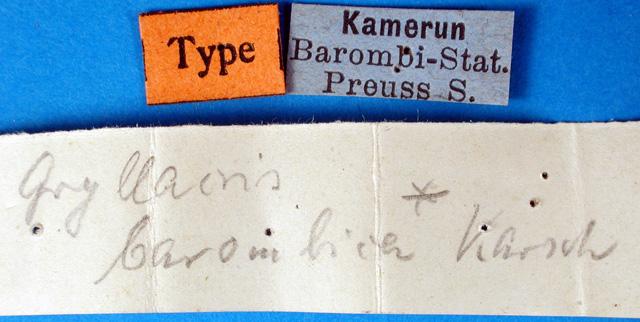 Type
Kamerun
Barombi-Stat.
Preuss S.
Gryllacris *
barombica Karsch